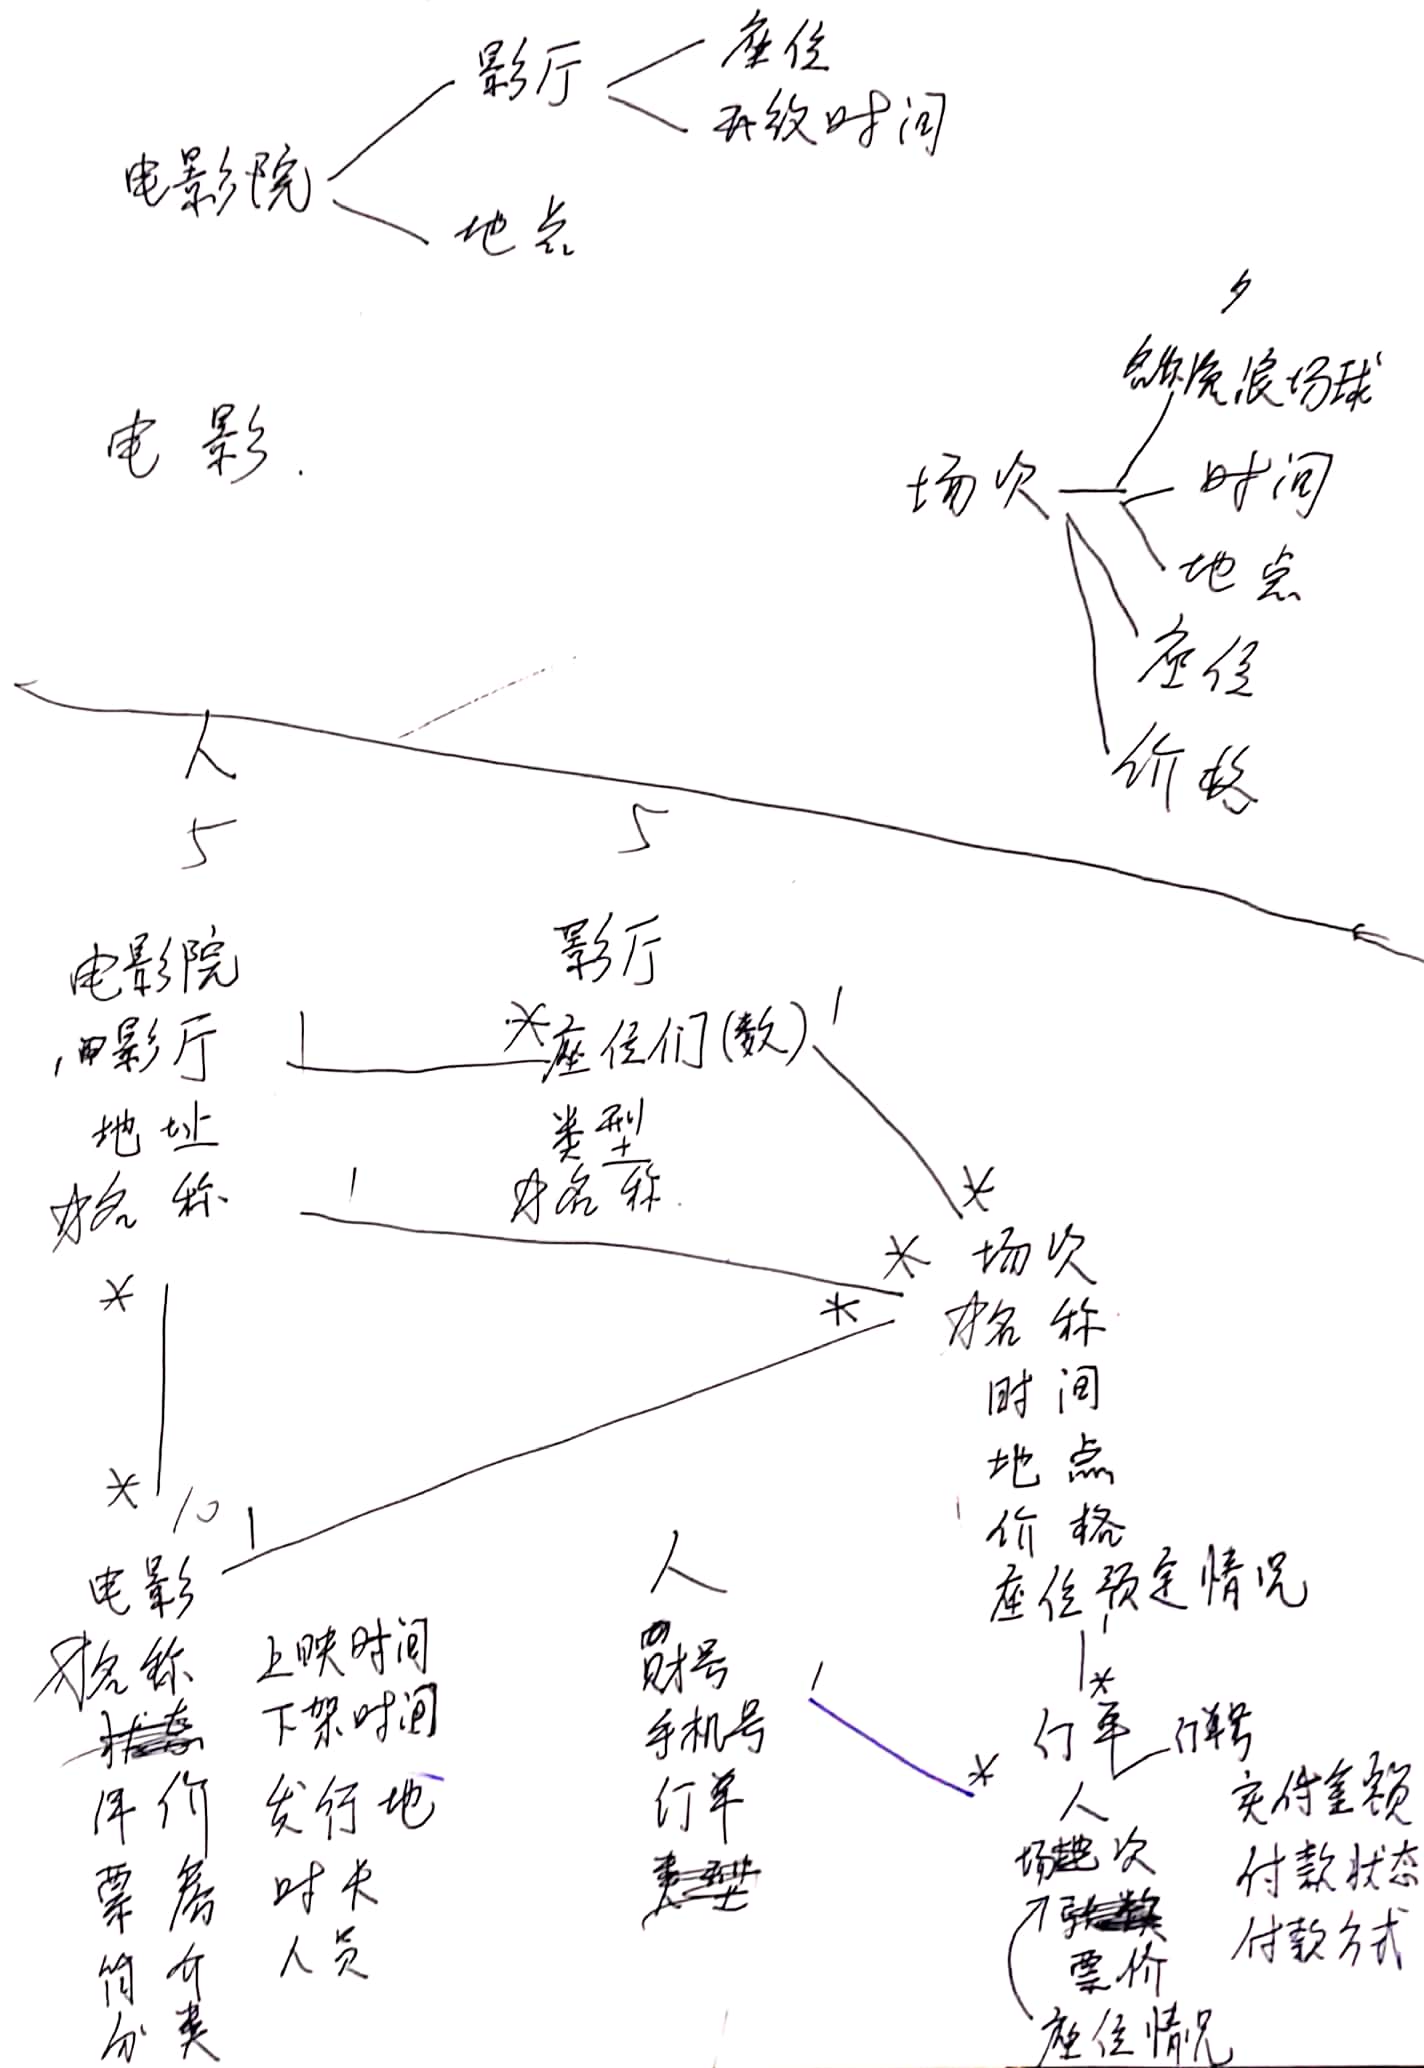 影厅
座位
时间
电影院
地点
电影.
流浪场球
场次
时间
地点
座位
价格
人
5
5
电影院
影厅
影厅
1
*
座位们(数)
1
地址
类型
名称
名称
1
*
*
*
场次
*
名称
时间
地点
价格
座位预定情况
*
10
1
电影
名称
上映时间
下架时间
评价
发行地
票房
时长
简介
人员
分类
人
账号
手机号
订单
1
*
1
*
订单
订单号
人
实付金额
场次
付款状态
票价
付款方式
座位情况